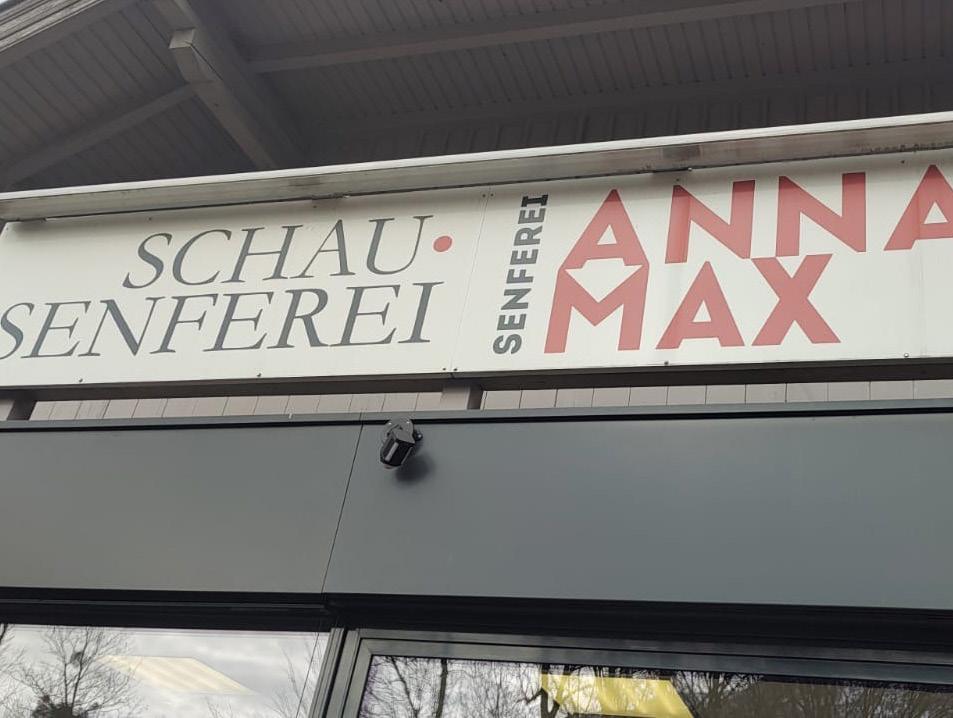 SCHAU·
SENFEREI
SENFEREI
ANNA
MAX